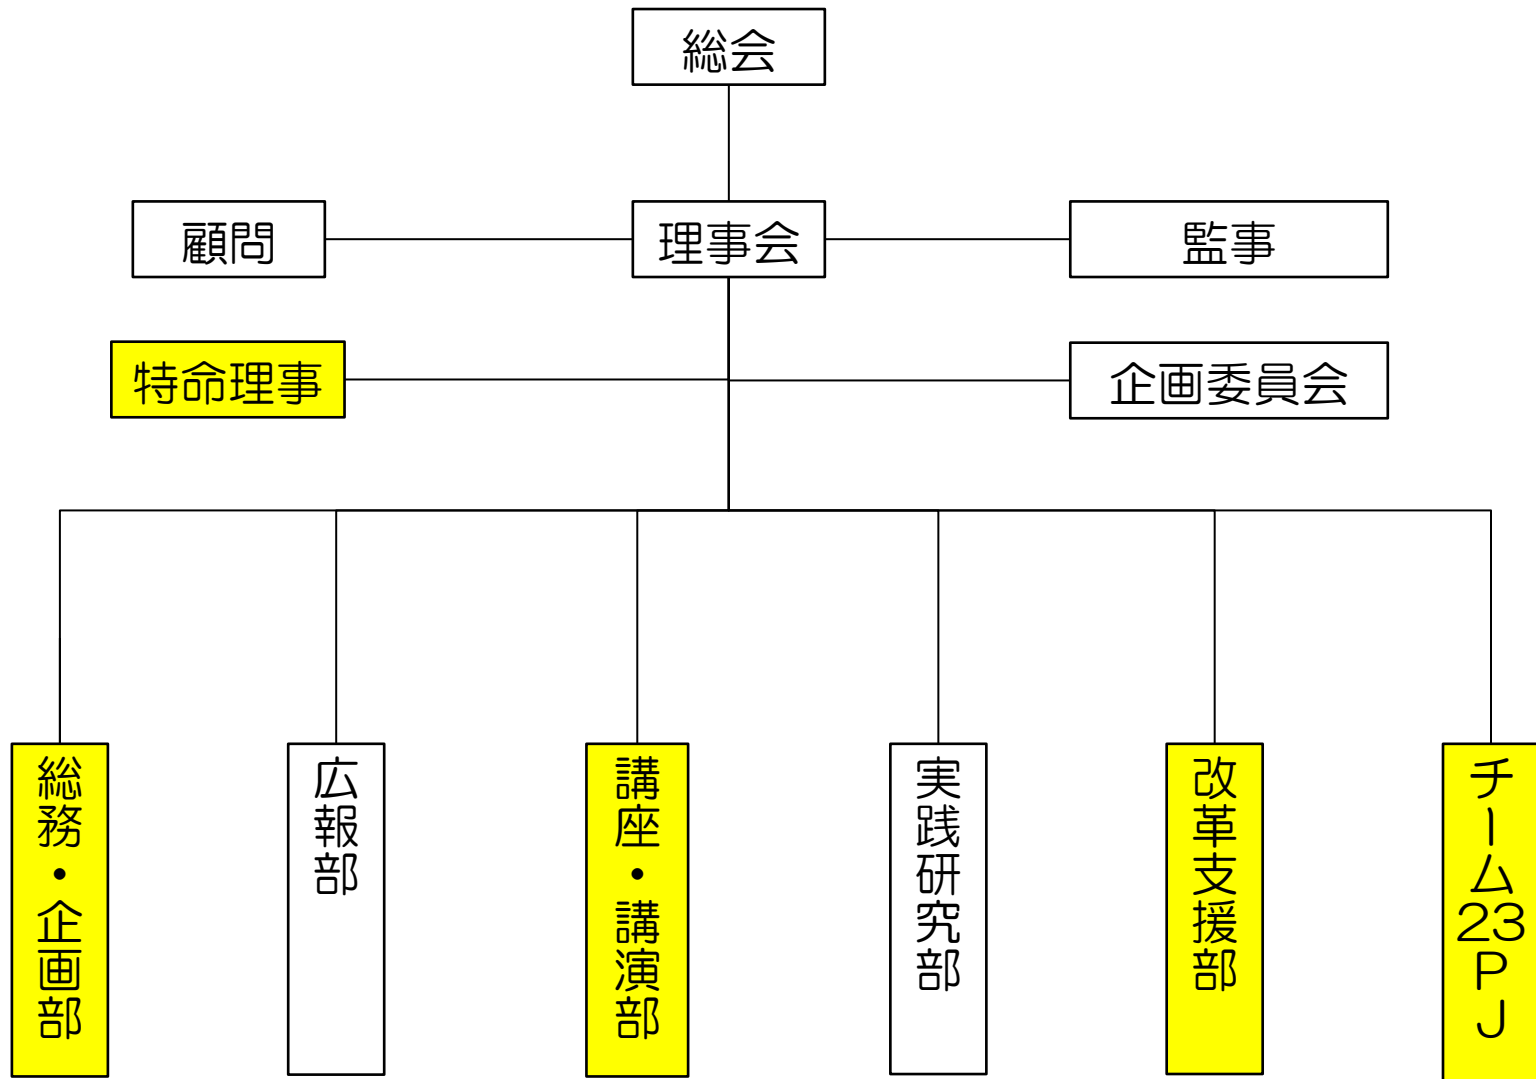 総会
顧問
理事会
監事
特命理事
企画委員会
総務・企画部
広報部
講座・講演部
実践研究部
改革支援部
チーム23PJ